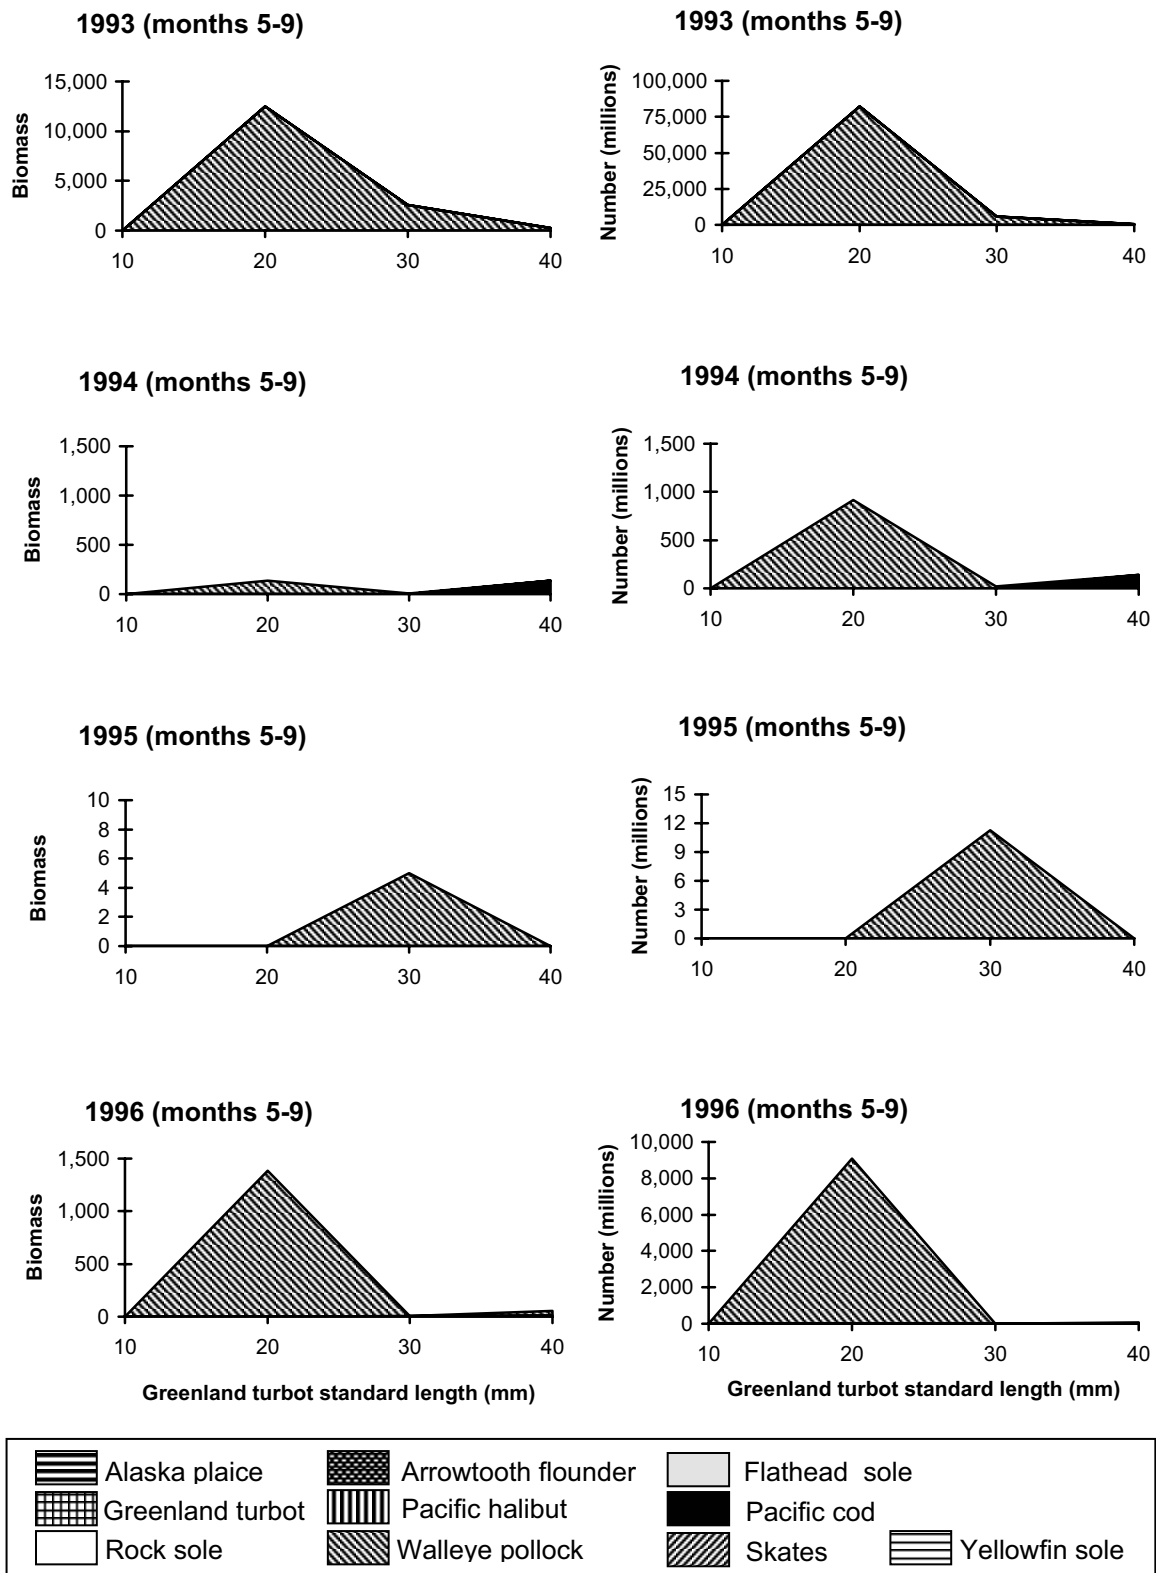 1993 (months 5-9)
15,000
10,000
5,000
0
10 20 30 40
Biomass
1993 (months 5-9)
100,000
75,000
50,000
25,000
0
10 20 30 40
Number (millions)
1994 (months 5-9)
1,500
1,000
500
0
10 20 30 40
Biomass
1994 (months 5-9)
1,500
1,000
500
0
10 20 30 40
Number (millions)
1995 (months 5-9)
10
8
6
4
2
0
10 20 30 40
Biomass
1995 (months 5-9)
15
12
9
6
3
0
10 20 30 40
Number (millions)
1996 (months 5-9)
1,500
1,000
500
0
10 20 30 40
Biomass
Greenland turbot standard length (mm)
1996 (months 5-9)
10,000
8,000
6,000
4,000
2,000
0
10 20 30 40
Number (millions)
Greenland turbot standard length (mm)
Alaska plaice Arrowtooth flounder Flathead sole
Greenland turbot Pacific halibut Pacific cod
Rock sole Walleye pollock Skates Yellowfin sole